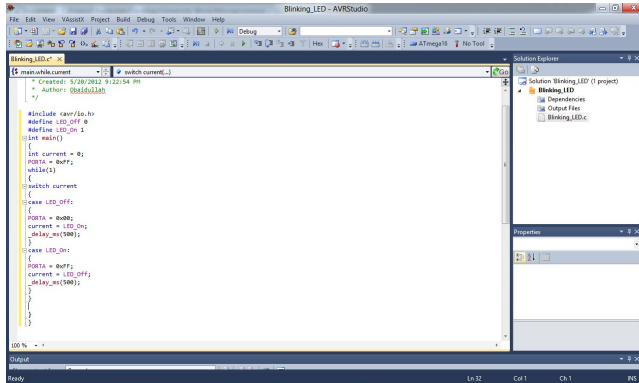 Blinking_LED - AVRStudio
File Edit View VAssistX Project Build Debug Tools Window Help
Debug
Hex ATmega16 No Tool
Blinking_LED.c*
main.while.current switch current(...) Go
* Created: 5/20/2012 9:22:54 PM
* Author: Obaidullah
*/
#include <avr/io.h>
#define LED_Off 0
#define LED_On 1
int main()
{
int current = 0;
PORTA = 0xFF;
while(1)
{
switch current
{
case LED_Off:
{
PORTA = 0x00;
current = LED_On;
_delay_ms(500);
}
case LED_On:
{
PORTA = 0xFF;
current = LED_Off;
_delay_ms(500);
}
}
}
}
100 %
Solution Explorer
Solution 'Blinking_LED' (1 project)
Blinking_LED
Dependencies
Output Files
Blinking_LED.c
Properties
Output
Ready Ln 32 Col 1 Ch 1 INS